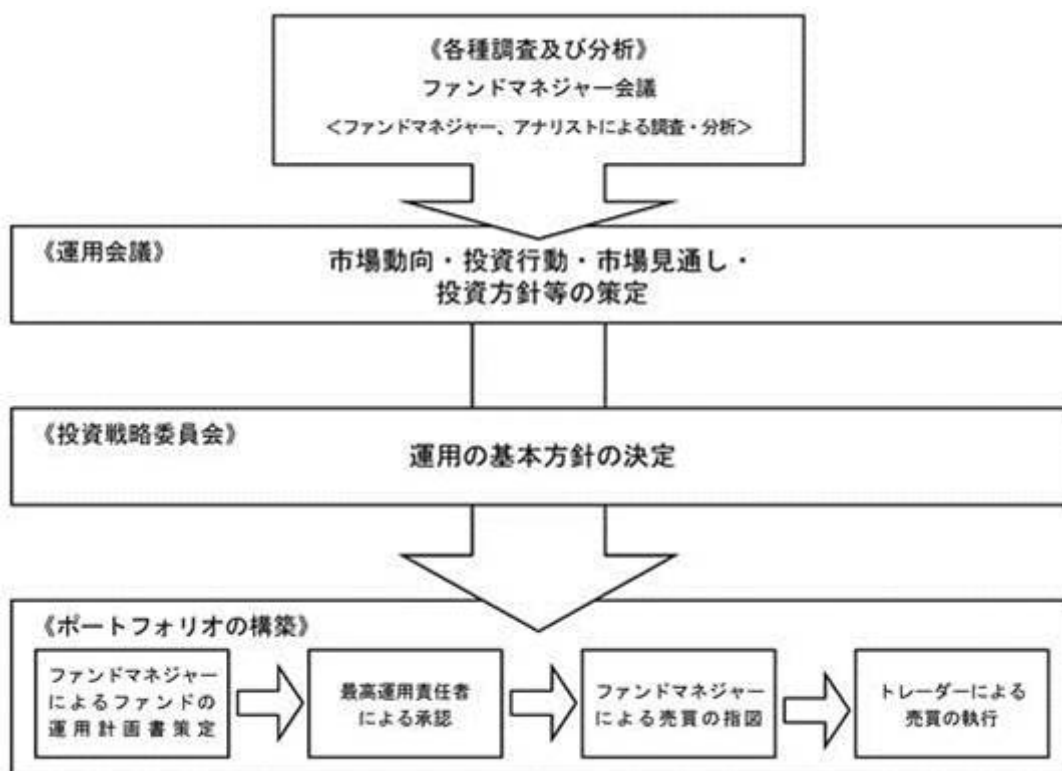 《各種調査及び分析》
ファンドマネジャー会議
＜ファンドマネジャー、アナリストによる調査・分析＞
《運用会議》
市場動向・投資行動・市場見通し・
投資方針等の策定
《投資戦略委員会》
運用の基本方針の決定
《ポートフォリオの構築》
ファンドマネジャー
によるファンドの
運用計画書策定
最高運用責任者
による承認
ファンドマネジャー
による売買の指図
トレーダーによる
売買の執行